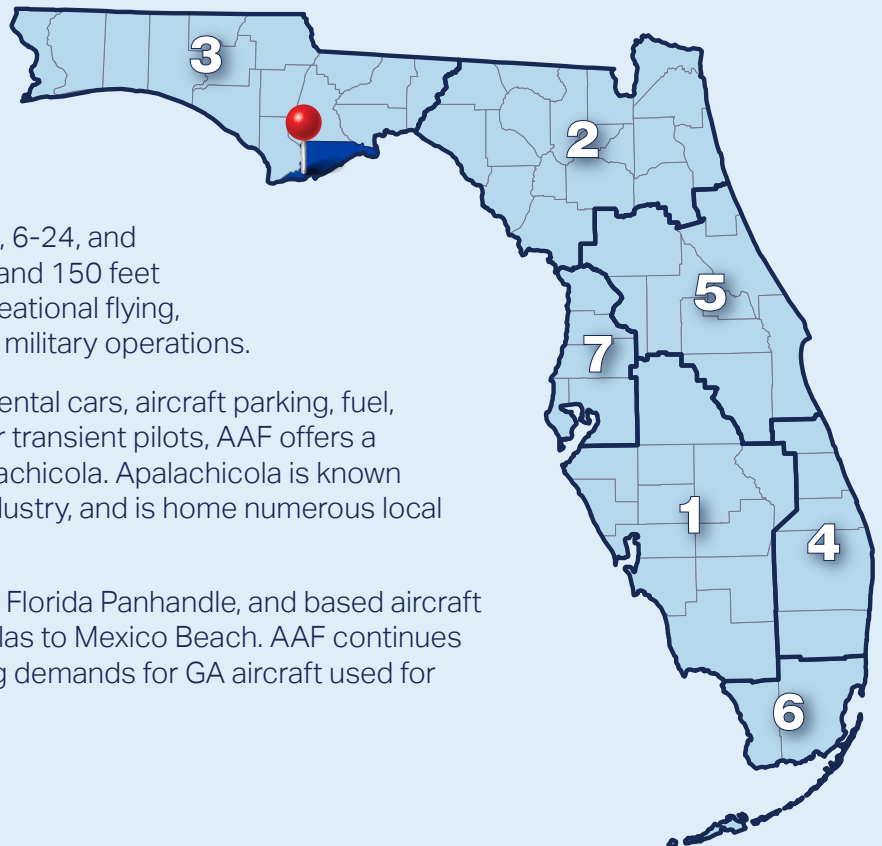 3
2
, 6-24, and
and 150 feet
eational flying,
military operations.
5
7
ental cars, aircraft parking, fuel,
r transient pilots, AAF offers a
achicola. Apalachicola is known
dustry, and is home numerous local
1
4
Florida Panhandle, and based aircraft
las to Mexico Beach. AAF continues
g demands for GA aircraft used for
6